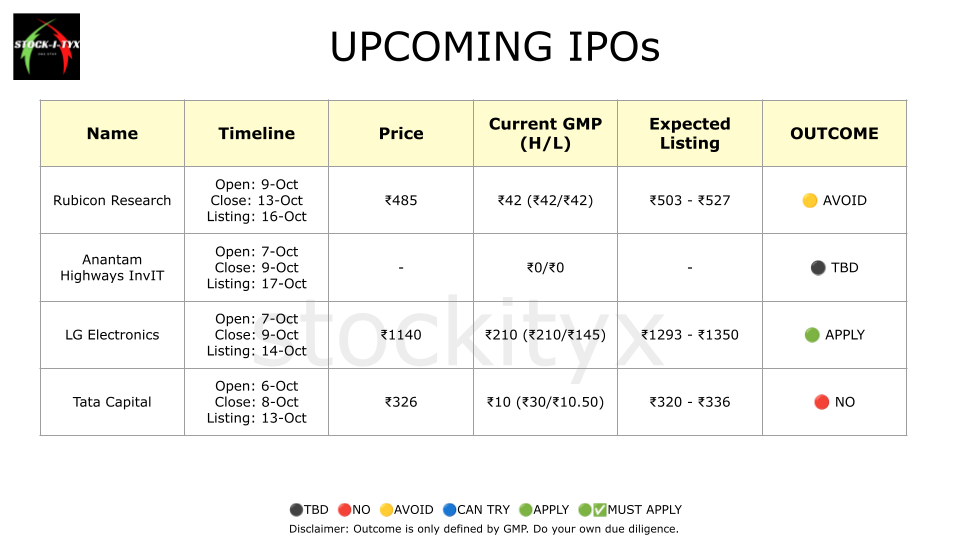 STOCK-I-TYX
UPCOMING IPOs
Name Timeline Price Current GMP (H/L) Expected Listing OUTCOME
Rubicon Research
Open: 9-Oct
Close: 13-Oct
Listing: 16-Oct
₹485
₹42 (₹42/₹42)
₹503 - ₹527
🟡 AVOID
Anantam
Highways InvIT
Open: 7-Oct
Close: 9-Oct
Listing: 17-Oct
-
₹0/₹0
-
⚫ TBD
LG Electronics
Open: 7-Oct
Close: 9-Oct
Listing: 14-Oct
₹1140
₹210 (₹210/₹145)
₹1293 - ₹1350
🟢 APPLY
Tata Capital
Open: 6-Oct
Close: 8-Oct
Listing: 13-Oct
₹326
₹10 (₹30/₹10.50)
₹320 - ₹336
🔴 NO
stockityx
⚫TBD 🔴NO 🟡AVOID 🔵CAN TRY 🟢APPLY 🟢✅MUST APPLY
Disclaimer: Outcome is only defined by GMP. Do your own due diligence.